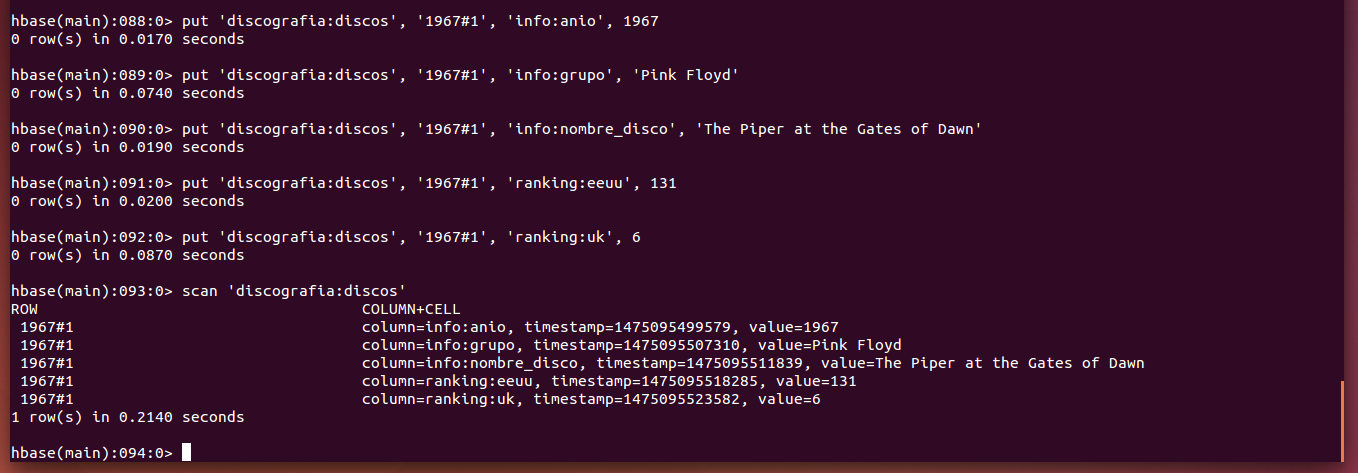 hbase(main):088:0> put 'discografia:discos', '1967#1', 'info:anio', 1967
0 row(s) in 0.0170 seconds
hbase(main):089:0> put 'discografia:discos', '1967#1', 'info:grupo', 'Pink Floyd'
0 row(s) in 0.0740 seconds
hbase(main):090:0> put 'discografia:discos', '1967#1', 'info:nombre_disco', 'The Piper at the Gates of Dawn'
0 row(s) in 0.0190 seconds
hbase(main):091:0> put 'discografia:discos', '1967#1', 'ranking:eeuu', 131
0 row(s) in 0.0200 seconds
hbase(main):092:0> put 'discografia:discos', '1967#1', 'ranking:uk', 6
0 row(s) in 0.0870 seconds
hbase(main):093:0> scan 'discografia:discos'
ROW COLUMN+CELL
1967#1 column=info:anio, timestamp=1475095499579, value=1967
1967#1 column=info:grupo, timestamp=1475095507310, value=Pink Floyd
1967#1 column=info:nombre_disco, timestamp=1475095511839, value=The Piper at the Gates of Dawn
1967#1 column=ranking:eeuu, timestamp=1475095518285, value=131
1967#1 column=ranking:uk, timestamp=1475095523582, value=6
1 row(s) in 0.2140 seconds
hbase(main):094:0>